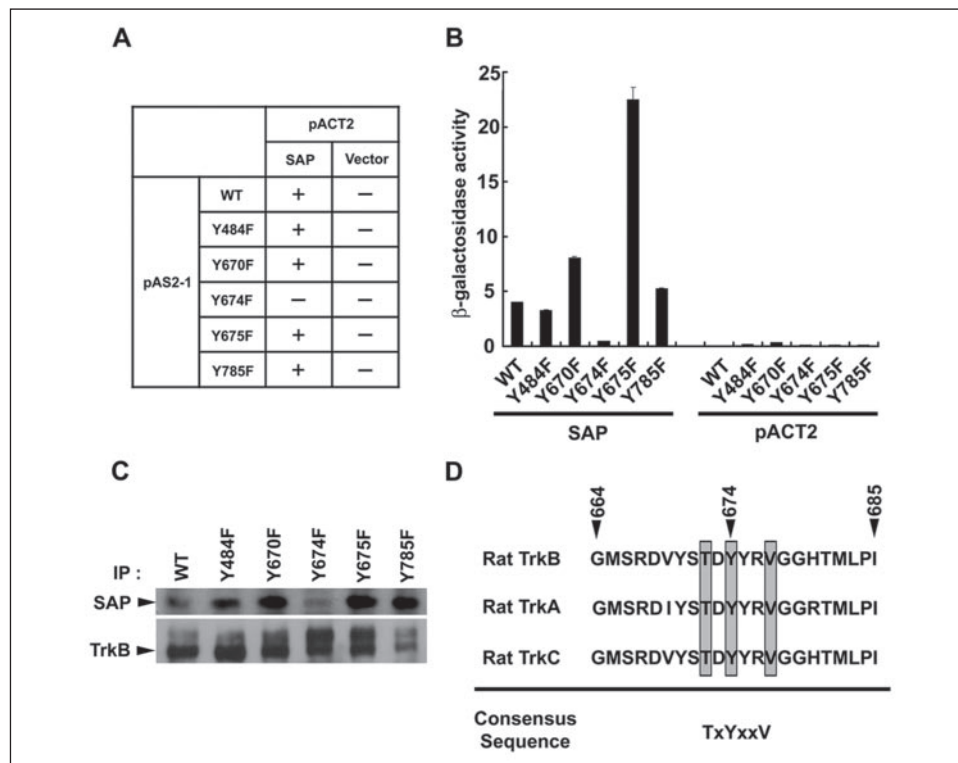 A
pACT2
SAP Vector
pAS2-1
WT + −
Y484F + −
Y670F + −
Y674F − −
Y675F + −
Y785F + −
B
β-galactosidase activity
25
20
15
10
5
0
WT Y484F Y670F Y674F Y675F Y785F WT Y484F Y670F Y674F Y675F Y785F
SAP pACT2
C
IP : WT Y484F Y670F Y674F Y675F Y785F
SAP
TrkB
D
664 674 685
Rat TrkB GMSRDVYSTDYYRVGGHTMLPI
Rat TrkA GMSRDIYSTDYYRVGGRTMLPI
Rat TrkC GMSRDVYSTDYYRVGGHTMLPI
Consensus
Sequence TxYxxV